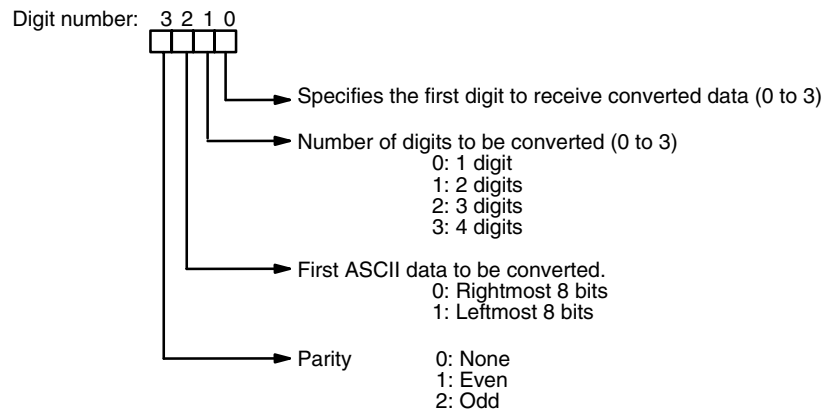 Digit number: 3 2 1 0
Specifies the first digit to receive converted data (0 to 3)
Number of digits to be converted (0 to 3)
0: 1 digit
1: 2 digits
2: 3 digits
3: 4 digits
First ASCII data to be converted.
0: Rightmost 8 bits
1: Leftmost 8 bits
Parity 0: None
1: Even
2: Odd